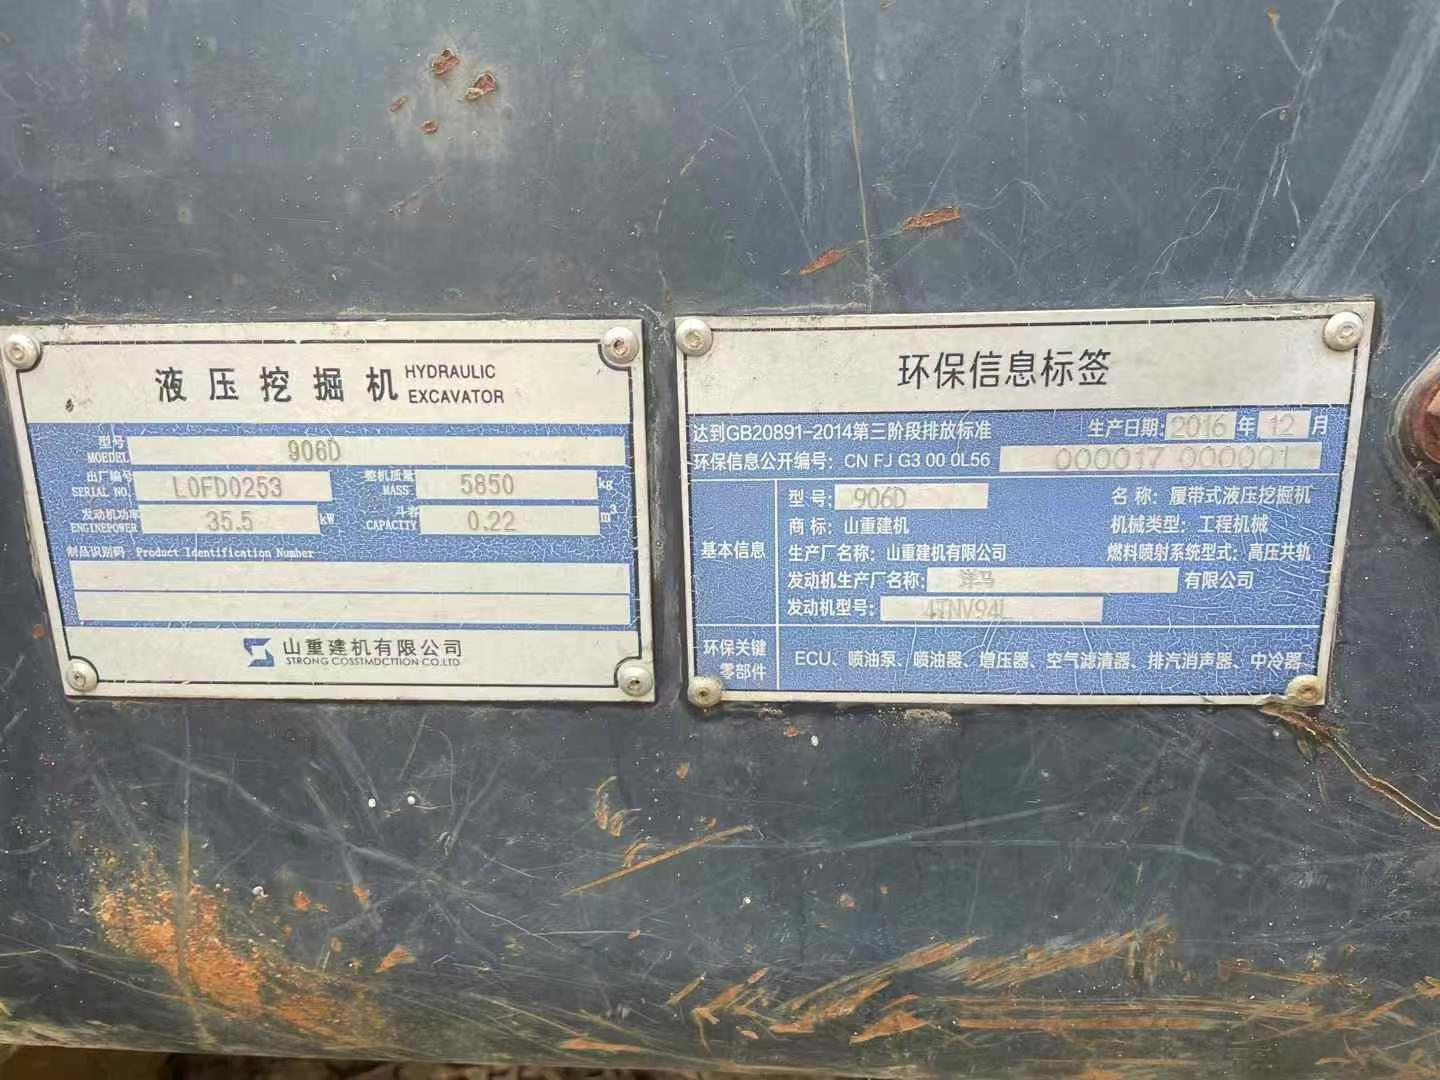 液压挖掘机 HYDRAULIC
EXCAVATOR
型号
MOEDEL 906D
出厂编号
SERIAL NO. LOFD0253
整机质量
MASS 5850 kg
发动机功率
ENGINEPOWER 35.5 kW
斗容
CAPACITY 0.22 m³
制品识别码 Product Identification Number
山重建机有限公司
STRONG COSSTMDCTTION CO.LTD
环保信息标签
达到GB20891-2014第三阶段排放标准 生产日期: 2016 年 12 月
环保信息公开编号: CN FJ G3 00 0L56 000017 000001
基本信息
型号: 906D 名称: 履带式液压挖掘机
商标: 山重建机 机械类型: 工程机械
生产厂名称: 山重建机有限公司 燃料喷射系统型式: 高压共轨
发动机生产厂名称: 洋马 有限公司
发动机型号: 4TNV94L
环保关键
零部件
ECU、喷油泵、喷油器、增压器、空气滤清器、排汽消声器、中冷器